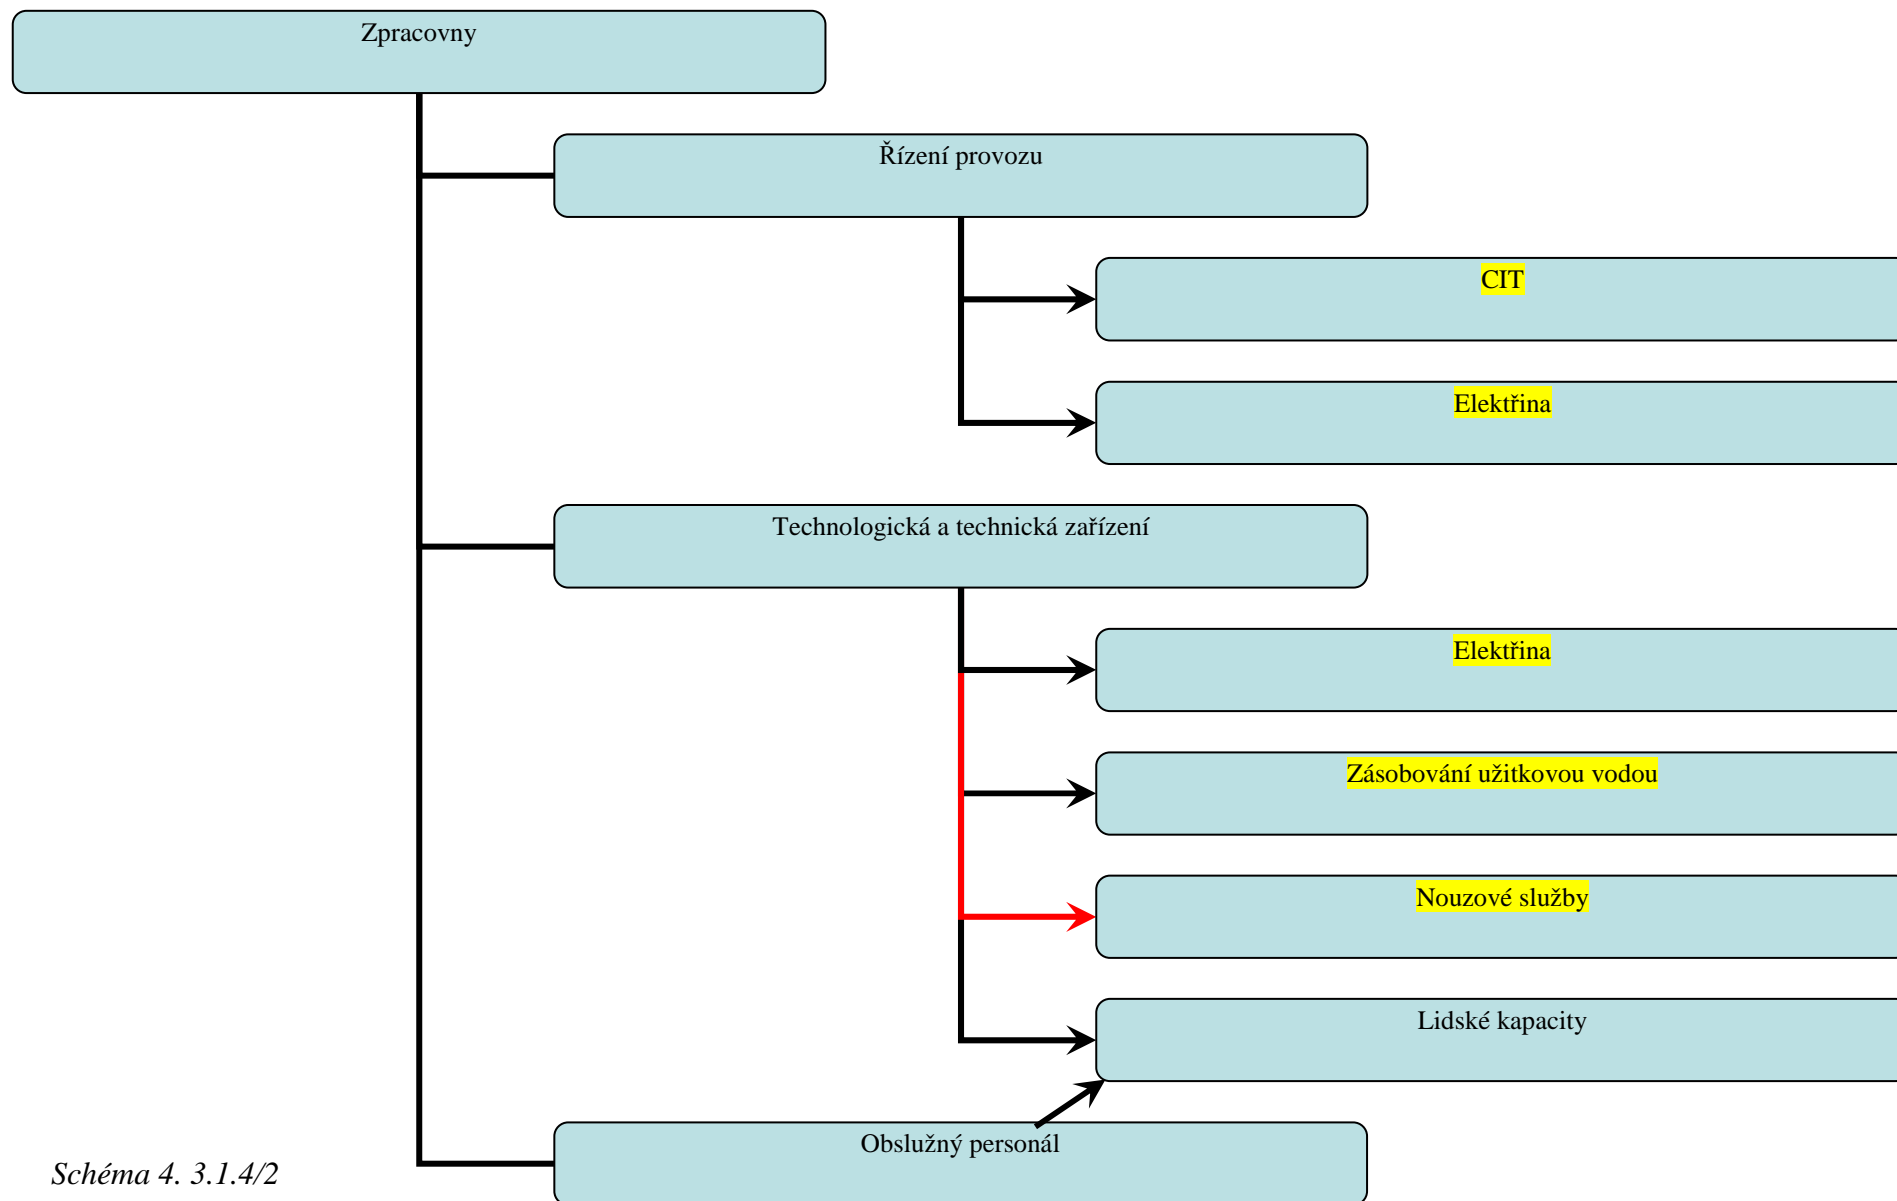 Zpracovny
Řízení provozu
CIT
Elektřina
Technologická a technická zařízení
Elektřina
Zásobování užitkovou vodou
Nouzové služby
Lidské kapacity
Obslužný personál
Schéma 4. 3.1.4/2